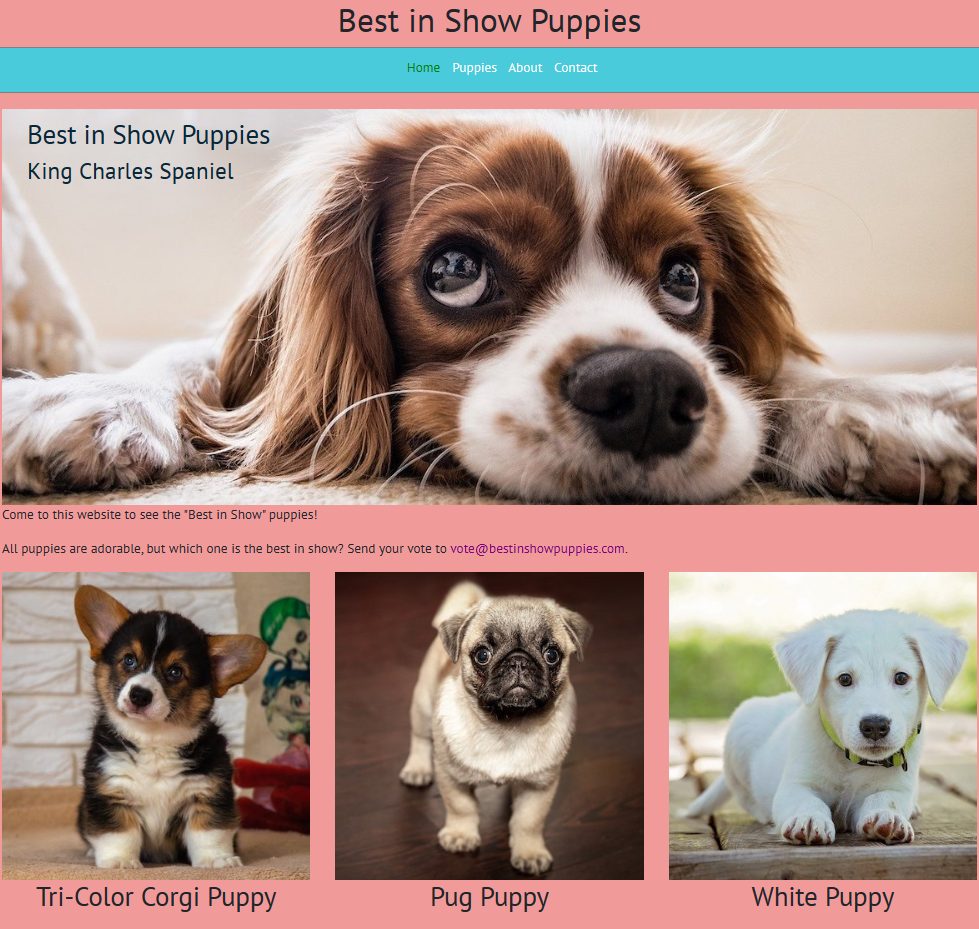 Best in Show Puppies
Home Puppies About Contact
Best in Show Puppies
King Charles Spaniel
Come to this website to see the "Best in Show" puppies!
All puppies are adorable, but which one is the best in show? Send your vote to vote@bestinshowpuppies.com.
Tri-Color Corgi Puppy
Pug Puppy
White Puppy